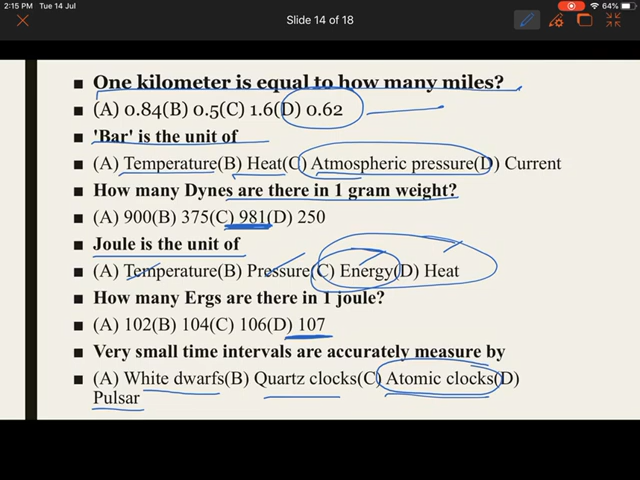 2:15 PM Tue 14 Jul
64%
Slide 14 of 18
■ One kilometer is equal to how many miles?
■ (A) 0.84(B) 0.5(C) 1.6(D) 0.62
■ 'Bar' is the unit of
■ (A) Temperature(B) Heat(C) Atmospheric pressure(D) Current
■ How many Dynes are there in 1 gram weight?
■ (A) 900(B) 375(C) 981(D) 250
■ Joule is the unit of
■ (A) Temperature(B) Pressure(C) Energy(D) Heat
■ How many Ergs are there in 1 joule?
■ (A) 102(B) 104(C) 106(D) 107
■ Very small time intervals are accurately measure by
■ (A) White dwarfs(B) Quartz clocks(C) Atomic clocks(D)
Pulsar